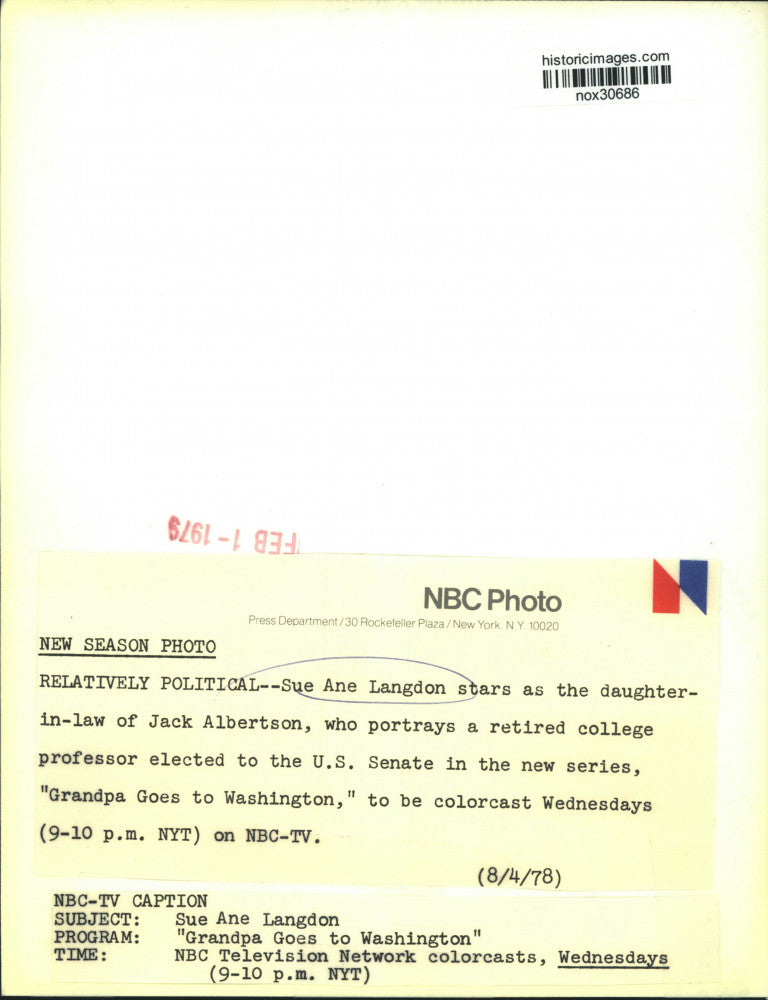 historicimages.com
nox30686
FEB 1 - 1979
NBC Photo
Press Department / 30 Rockefeller Plaza / New York, N.Y. 10020
NEW SEASON PHOTO
RELATIVELY POLITICAL--Sue Ane Langdon stars as the daughter-
in-law of Jack Albertson, who portrays a retired college
professor elected to the U.S. Senate in the new series,
"Grandpa Goes to Washington," to be colorcast Wednesdays
(9-10 p.m. NYT) on NBC-TV.
(8/4/78)
NBC-TV CAPTION
SUBJECT: Sue Ane Langdon
PROGRAM: "Grandpa Goes to Washington"
TIME: NBC Television Network colorcasts, Wednesdays
(9-10 p.m. NYT)